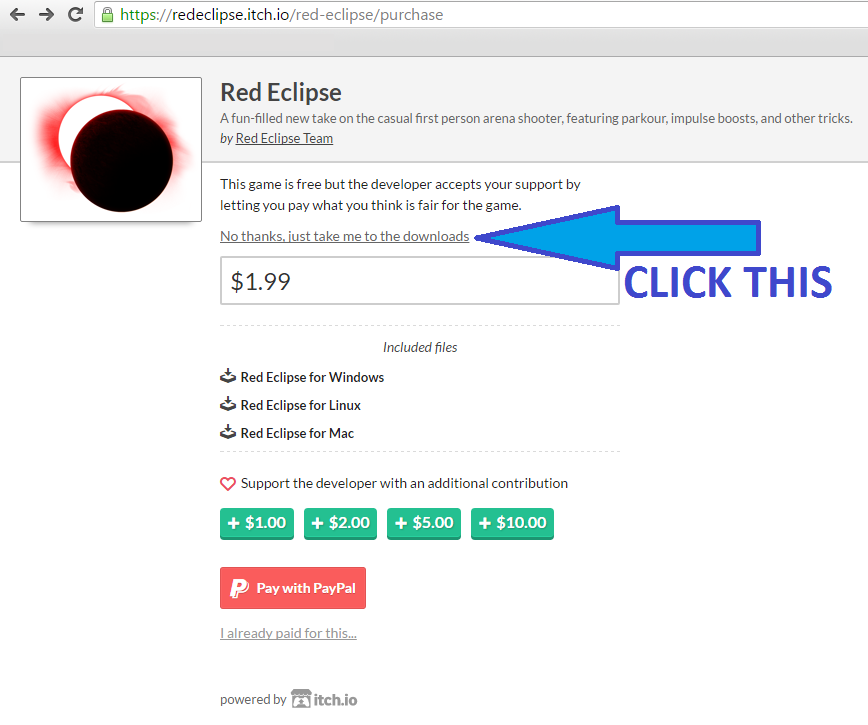 https://redeclipse.itch.io/red-eclipse/purchase
Red Eclipse
A fun-filled new take on the casual first person arena shooter, featuring parkour, impulse boosts, and other tricks.
by Red Eclipse Team
This game is free but the developer accepts your support by
letting you pay what you think is fair for the game.
No thanks, just take me to the downloads
CLICK THIS
$1.99
Included files
Red Eclipse for Windows
Red Eclipse for Linux
Red Eclipse for Mac
Support the developer with an additional contribution
+ $1.00 + $2.00 + $5.00 + $10.00
Pay with PayPal
I already paid for this...
powered by itch.io